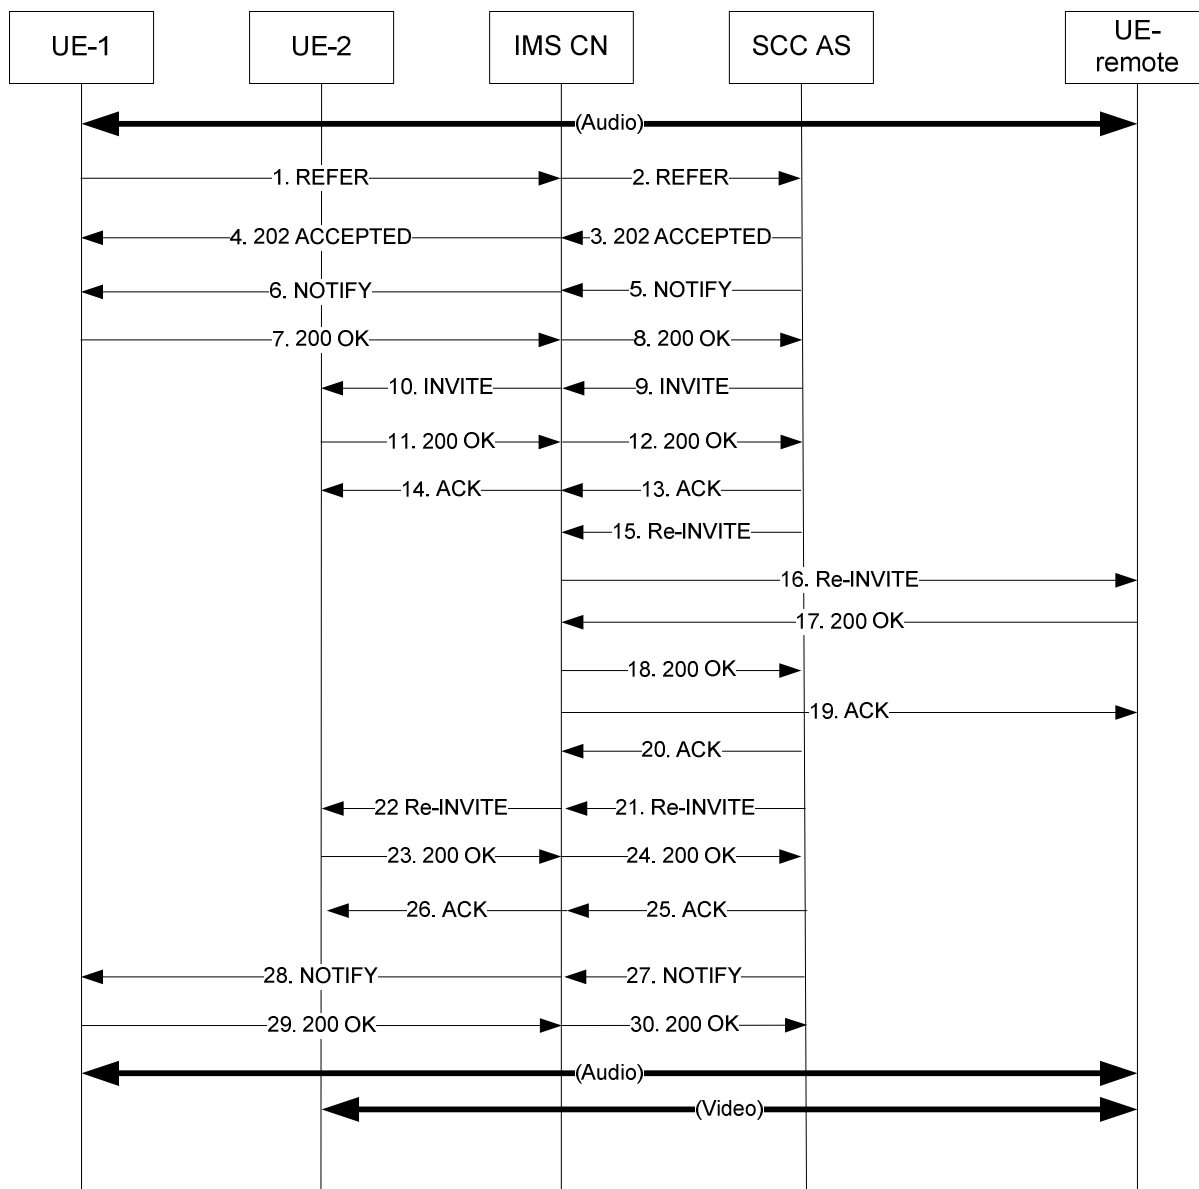 UE-1
UE-2
IMS CN
SCC AS
UE-
remote
(Audio)
1. REFER
2. REFER
4. 202 ACCEPTED
3. 202 ACCEPTED
6. NOTIFY
5. NOTIFY
7. 200 OK
8. 200 OK
10. INVITE
9. INVITE
11. 200 OK
12. 200 OK
14. ACK
13. ACK
15. Re-INVITE
16. Re-INVITE
17. 200 OK
18. 200 OK
19. ACK
20. ACK
22 Re-INVITE
21. Re-INVITE
23. 200 OK
24. 200 OK
26. ACK
25. ACK
28. NOTIFY
27. NOTIFY
29. 200 OK
30. 200 OK
(Audio)
(Video)